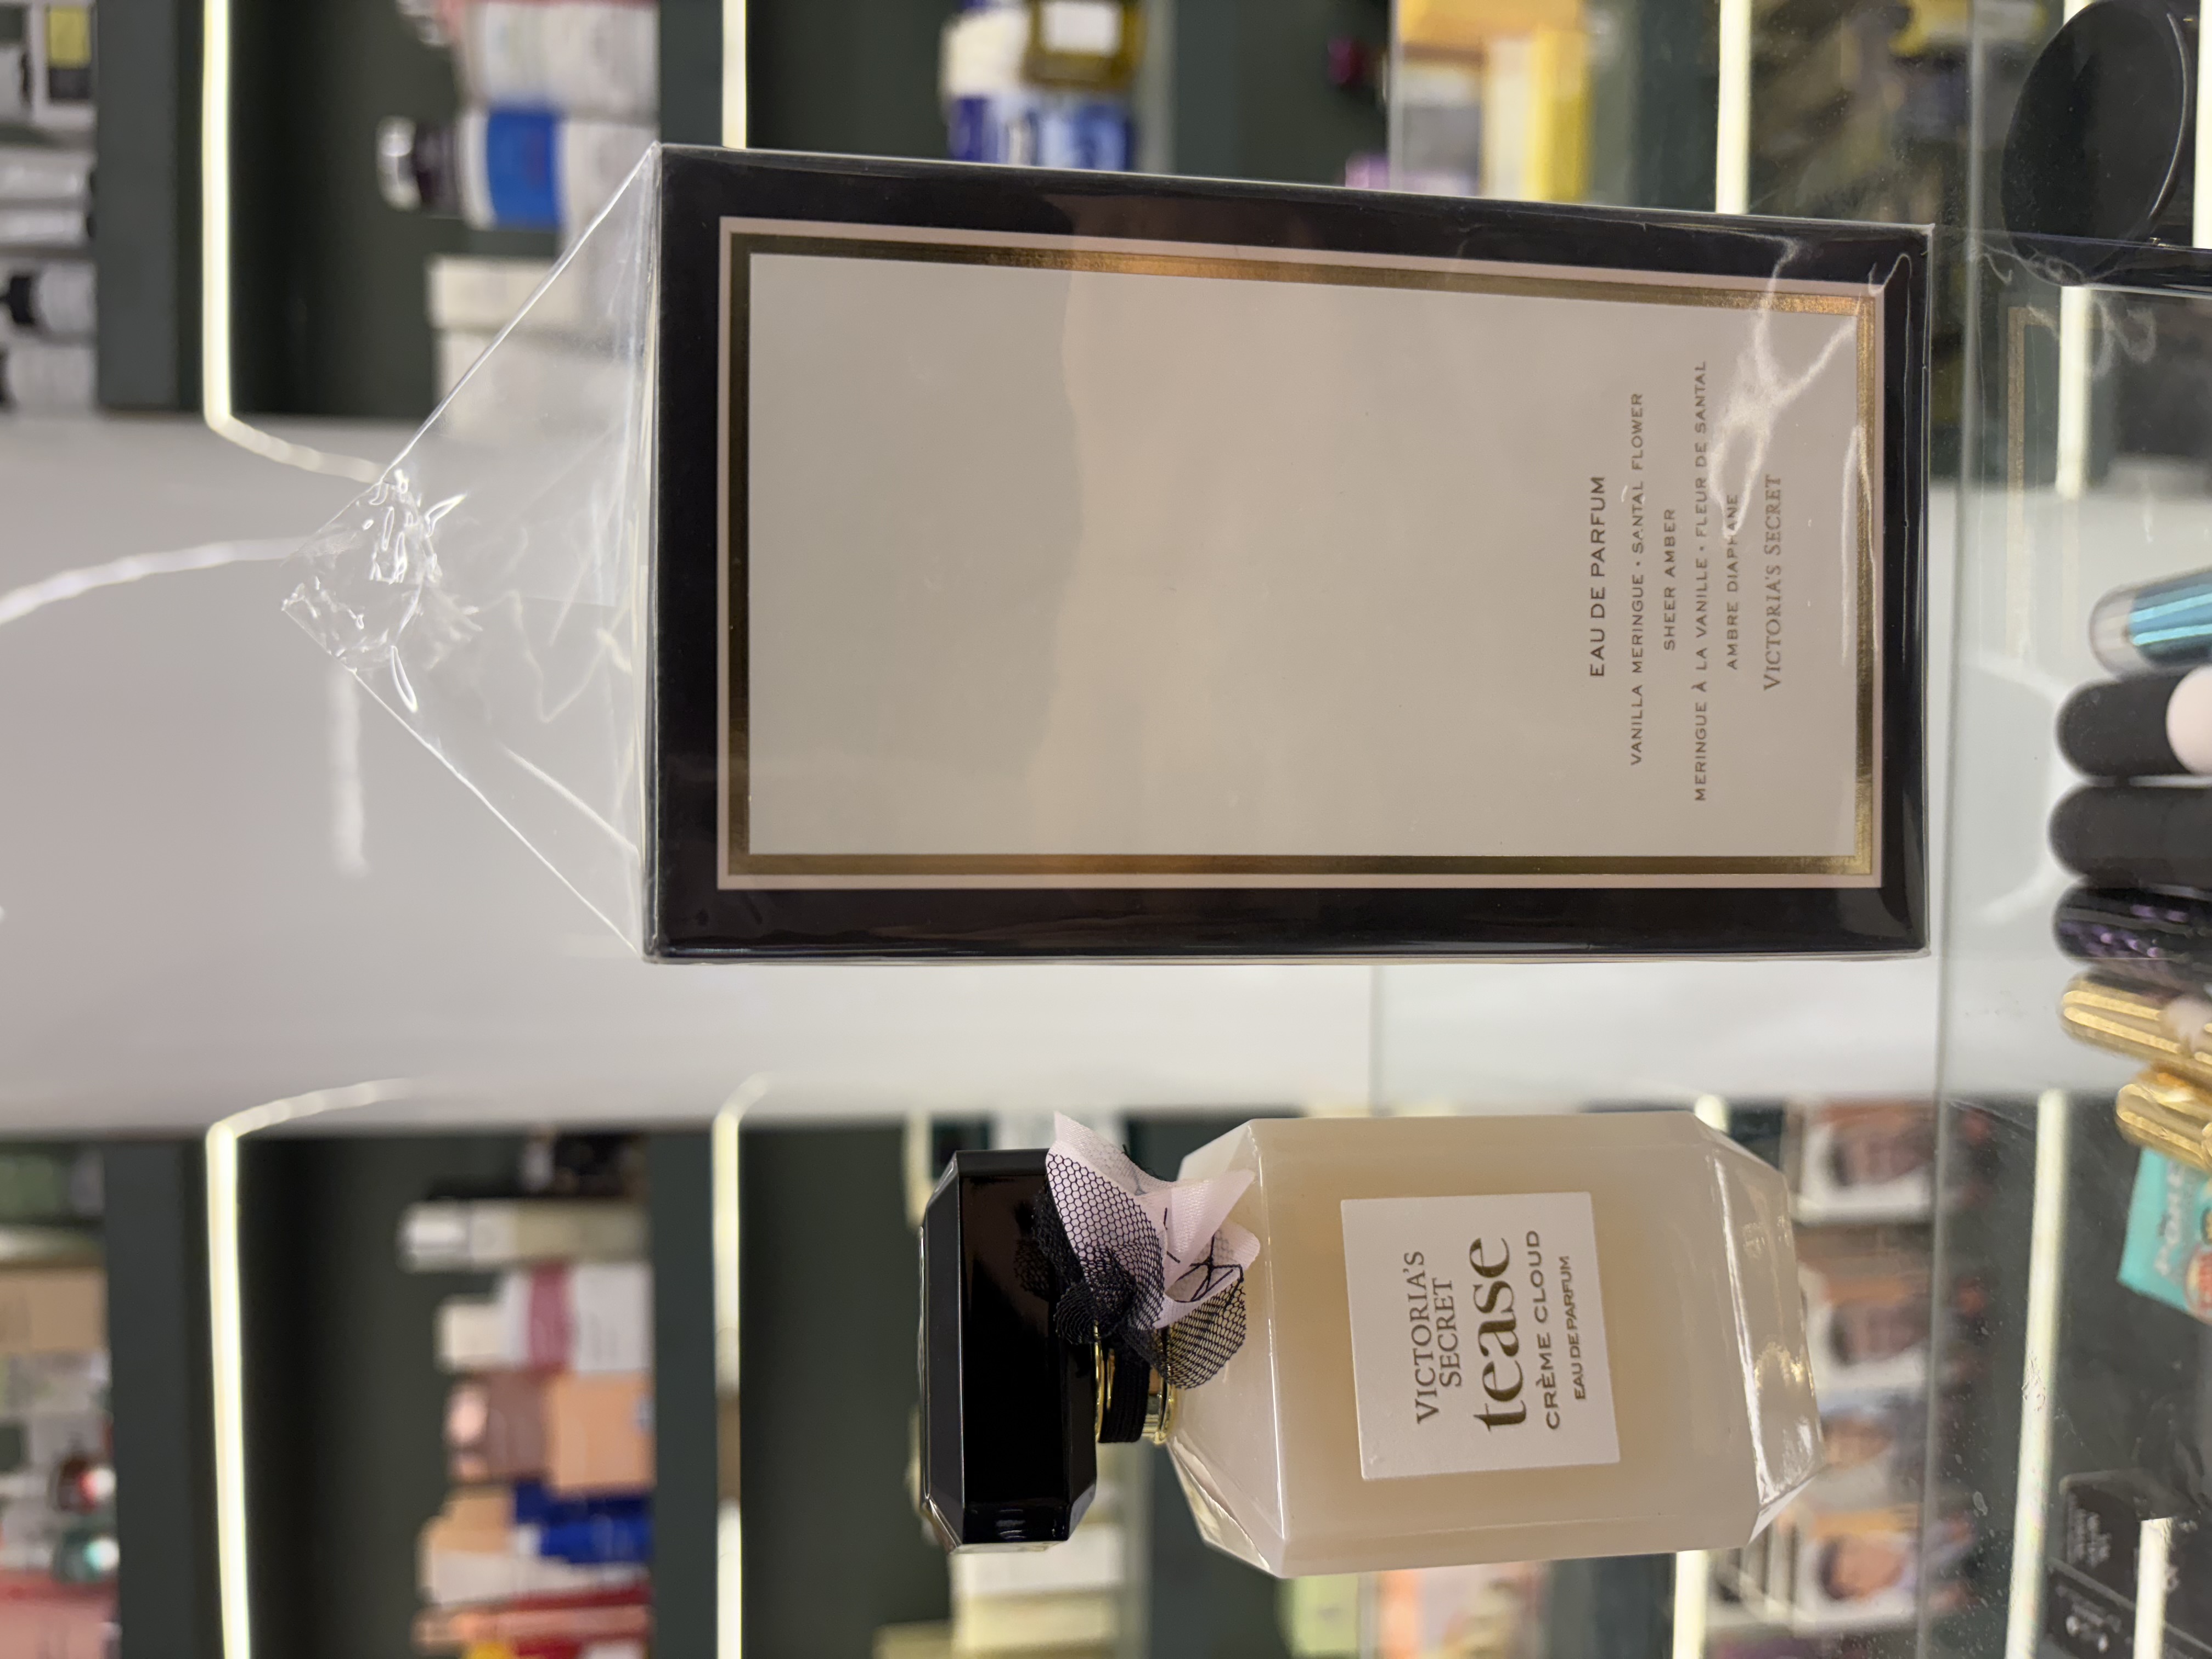 EAU DE PARFUM
VANILLA MERINGUE • SANTAL FLOWER
SHEER AMBER
MERINGUE À LA VANILLE • FLEUR DE SANTAL
AMBRE DIAPHANE
VICTORIA'S SECRET
VICTORIA'S
SECRET
tease
CRÈME CLOUD
EAU DE PARFUM